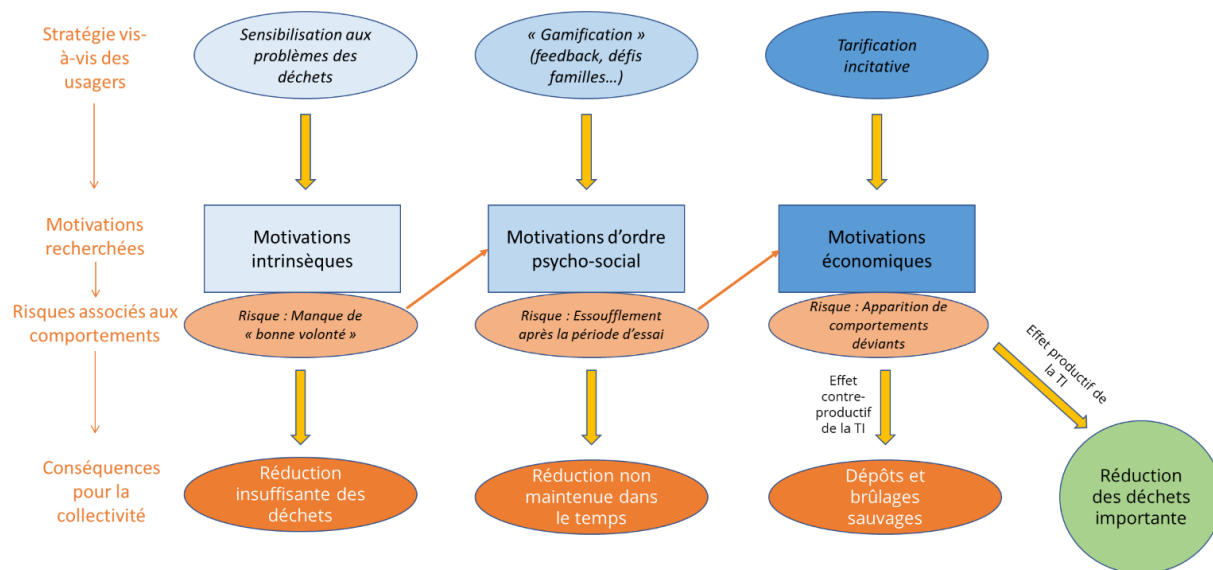 Stratégie vis-
à-vis des
usagers
Sensibilisation aux
problèmes des
déchets
« Gamification »
(feedback, défis
familles…)
Tarification
incitative
Motivations
recherchées
Motivations
intrinsèques
Motivations d’ordre
psycho-social
Motivations
économiques
Risques associés aux
comportements
Risque : Manque de
« bonne volonté »
Risque : Essoufflement
après la période d’essai
Risque : Apparition de
comportements
déviants
Effet
contre-
productif
de la TI
Effet productif de
la TI
Conséquences
pour la
collectivité
Réduction
insuffisante des
déchets
Réduction non
maintenue dans
le temps
Dépôts et
brûlages
sauvages
Réduction
des déchets
importante